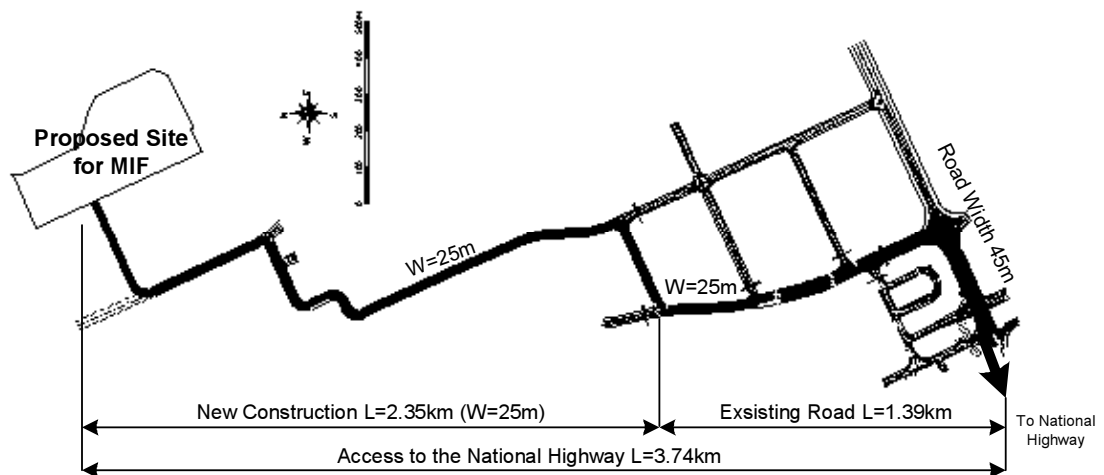 Proposed Site
for MIF
W=25m
W=25m
Road Width 45m
New Construction L=2.35km (W=25m)
Exsisting Road L=1.39km
To National
Highway
Access to the National Highway L=3.74km